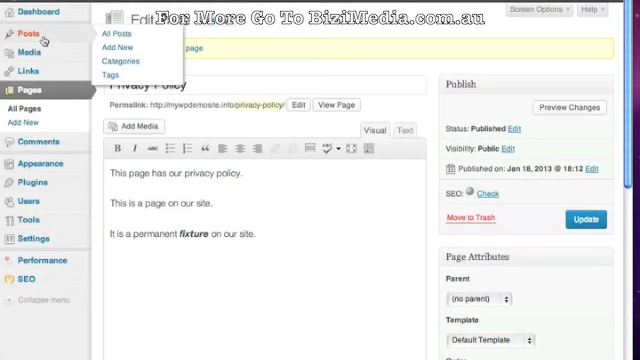 For More Go To BiziMedia.com.au
Dashboard
Posts
Media
Links
Pages
All Pages
Add New
Comments
Appearance
Plugins
Users
Tools
Settings
Performance
SEO
Collapse menu
All Posts
Add New
Categories
Tags
Edit
Screen Options
Help
page
Privacy Policy
Permalink: http://mywpdemosite.info/privacy-policy/
Edit
View Page
Add Media
Visual
Text
B
I
ABC
ABC
This page has our privacy policy.
This is a page on our site.
It is a permanent fixture on our site.
Publish
Preview Changes
Status: Published Edit
Visibility: Public Edit
Published on: Jan 18, 2013 @ 18:12 Edit
SEO: Check
Move to Trash
Update
Page Attributes
Parent
(no parent)
Template
Default Template